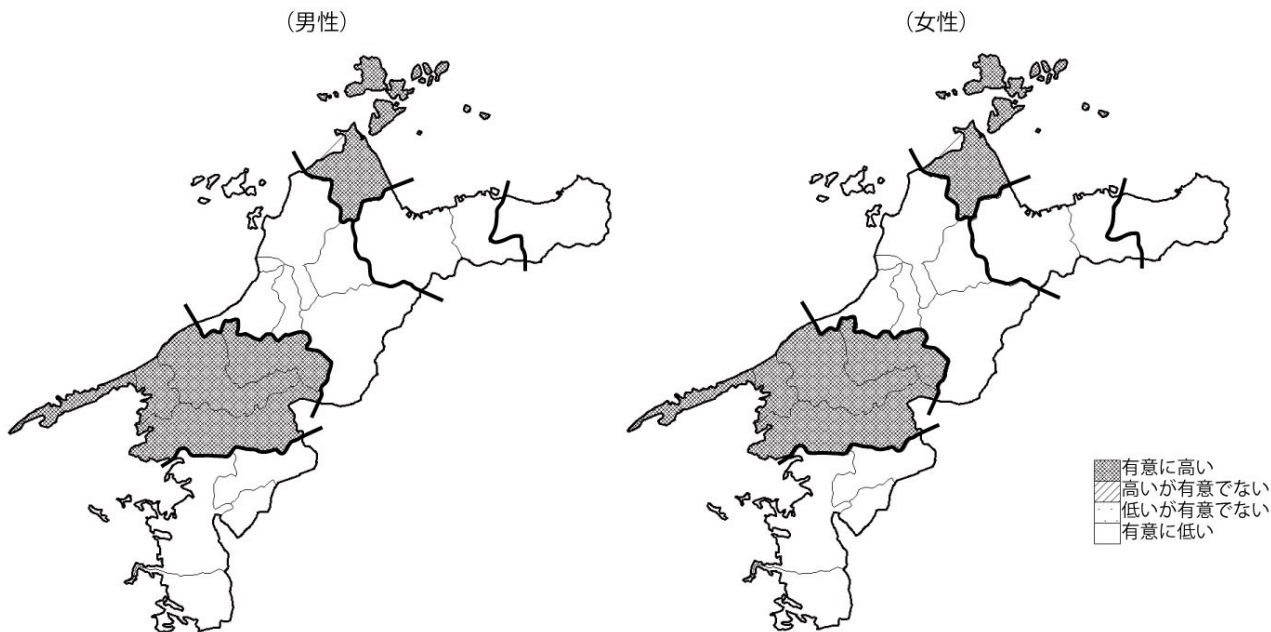 (男性)
(女性)
有意に高い
高いが有意でない
低いが有意でない
有意に低い